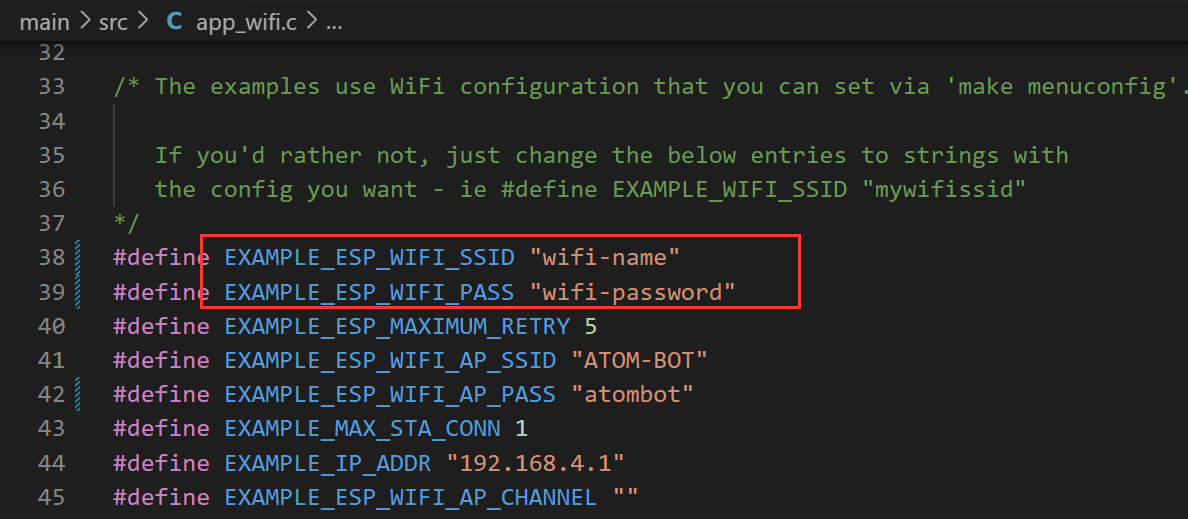 main > src > C app_wifi.c > ...
32
33 /* The examples use WiFi configuration that you can set via 'make menuconfig'.
34
35 If you'd rather not, just change the below entries to strings with
36 the config you want - ie #define EXAMPLE_WIFI_SSID "mywifissid"
37 */
38 #define EXAMPLE_ESP_WIFI_SSID "wifi-name"
39 #define EXAMPLE_ESP_WIFI_PASS "wifi-password"
40 #define EXAMPLE_ESP_MAXIMUM_RETRY 5
41 #define EXAMPLE_ESP_WIFI_AP_SSID "ATOM-BOT"
42 #define EXAMPLE_ESP_WIFI_AP_PASS "atombot"
43 #define EXAMPLE_MAX_STA_CONN 1
44 #define EXAMPLE_IP_ADDR "192.168.4.1"
45 #define EXAMPLE_ESP_WIFI_AP_CHANNEL ""